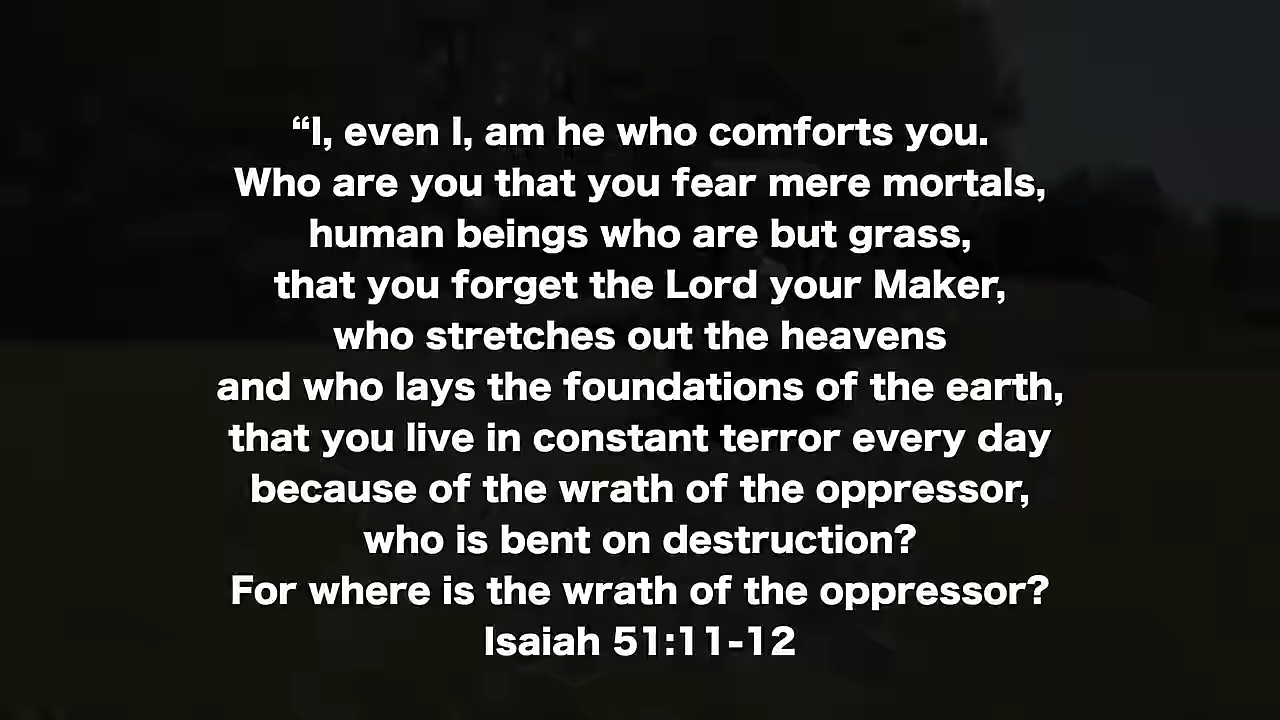 “I, even I, am he who comforts you.
Who are you that you fear mere mortals,
human beings who are but grass,
that you forget the Lord your Maker,
who stretches out the heavens
and who lays the foundations of the earth,
that you live in constant terror every day
because of the wrath of the oppressor,
who is bent on destruction?
For where is the wrath of the oppressor?
Isaiah 51:11-12